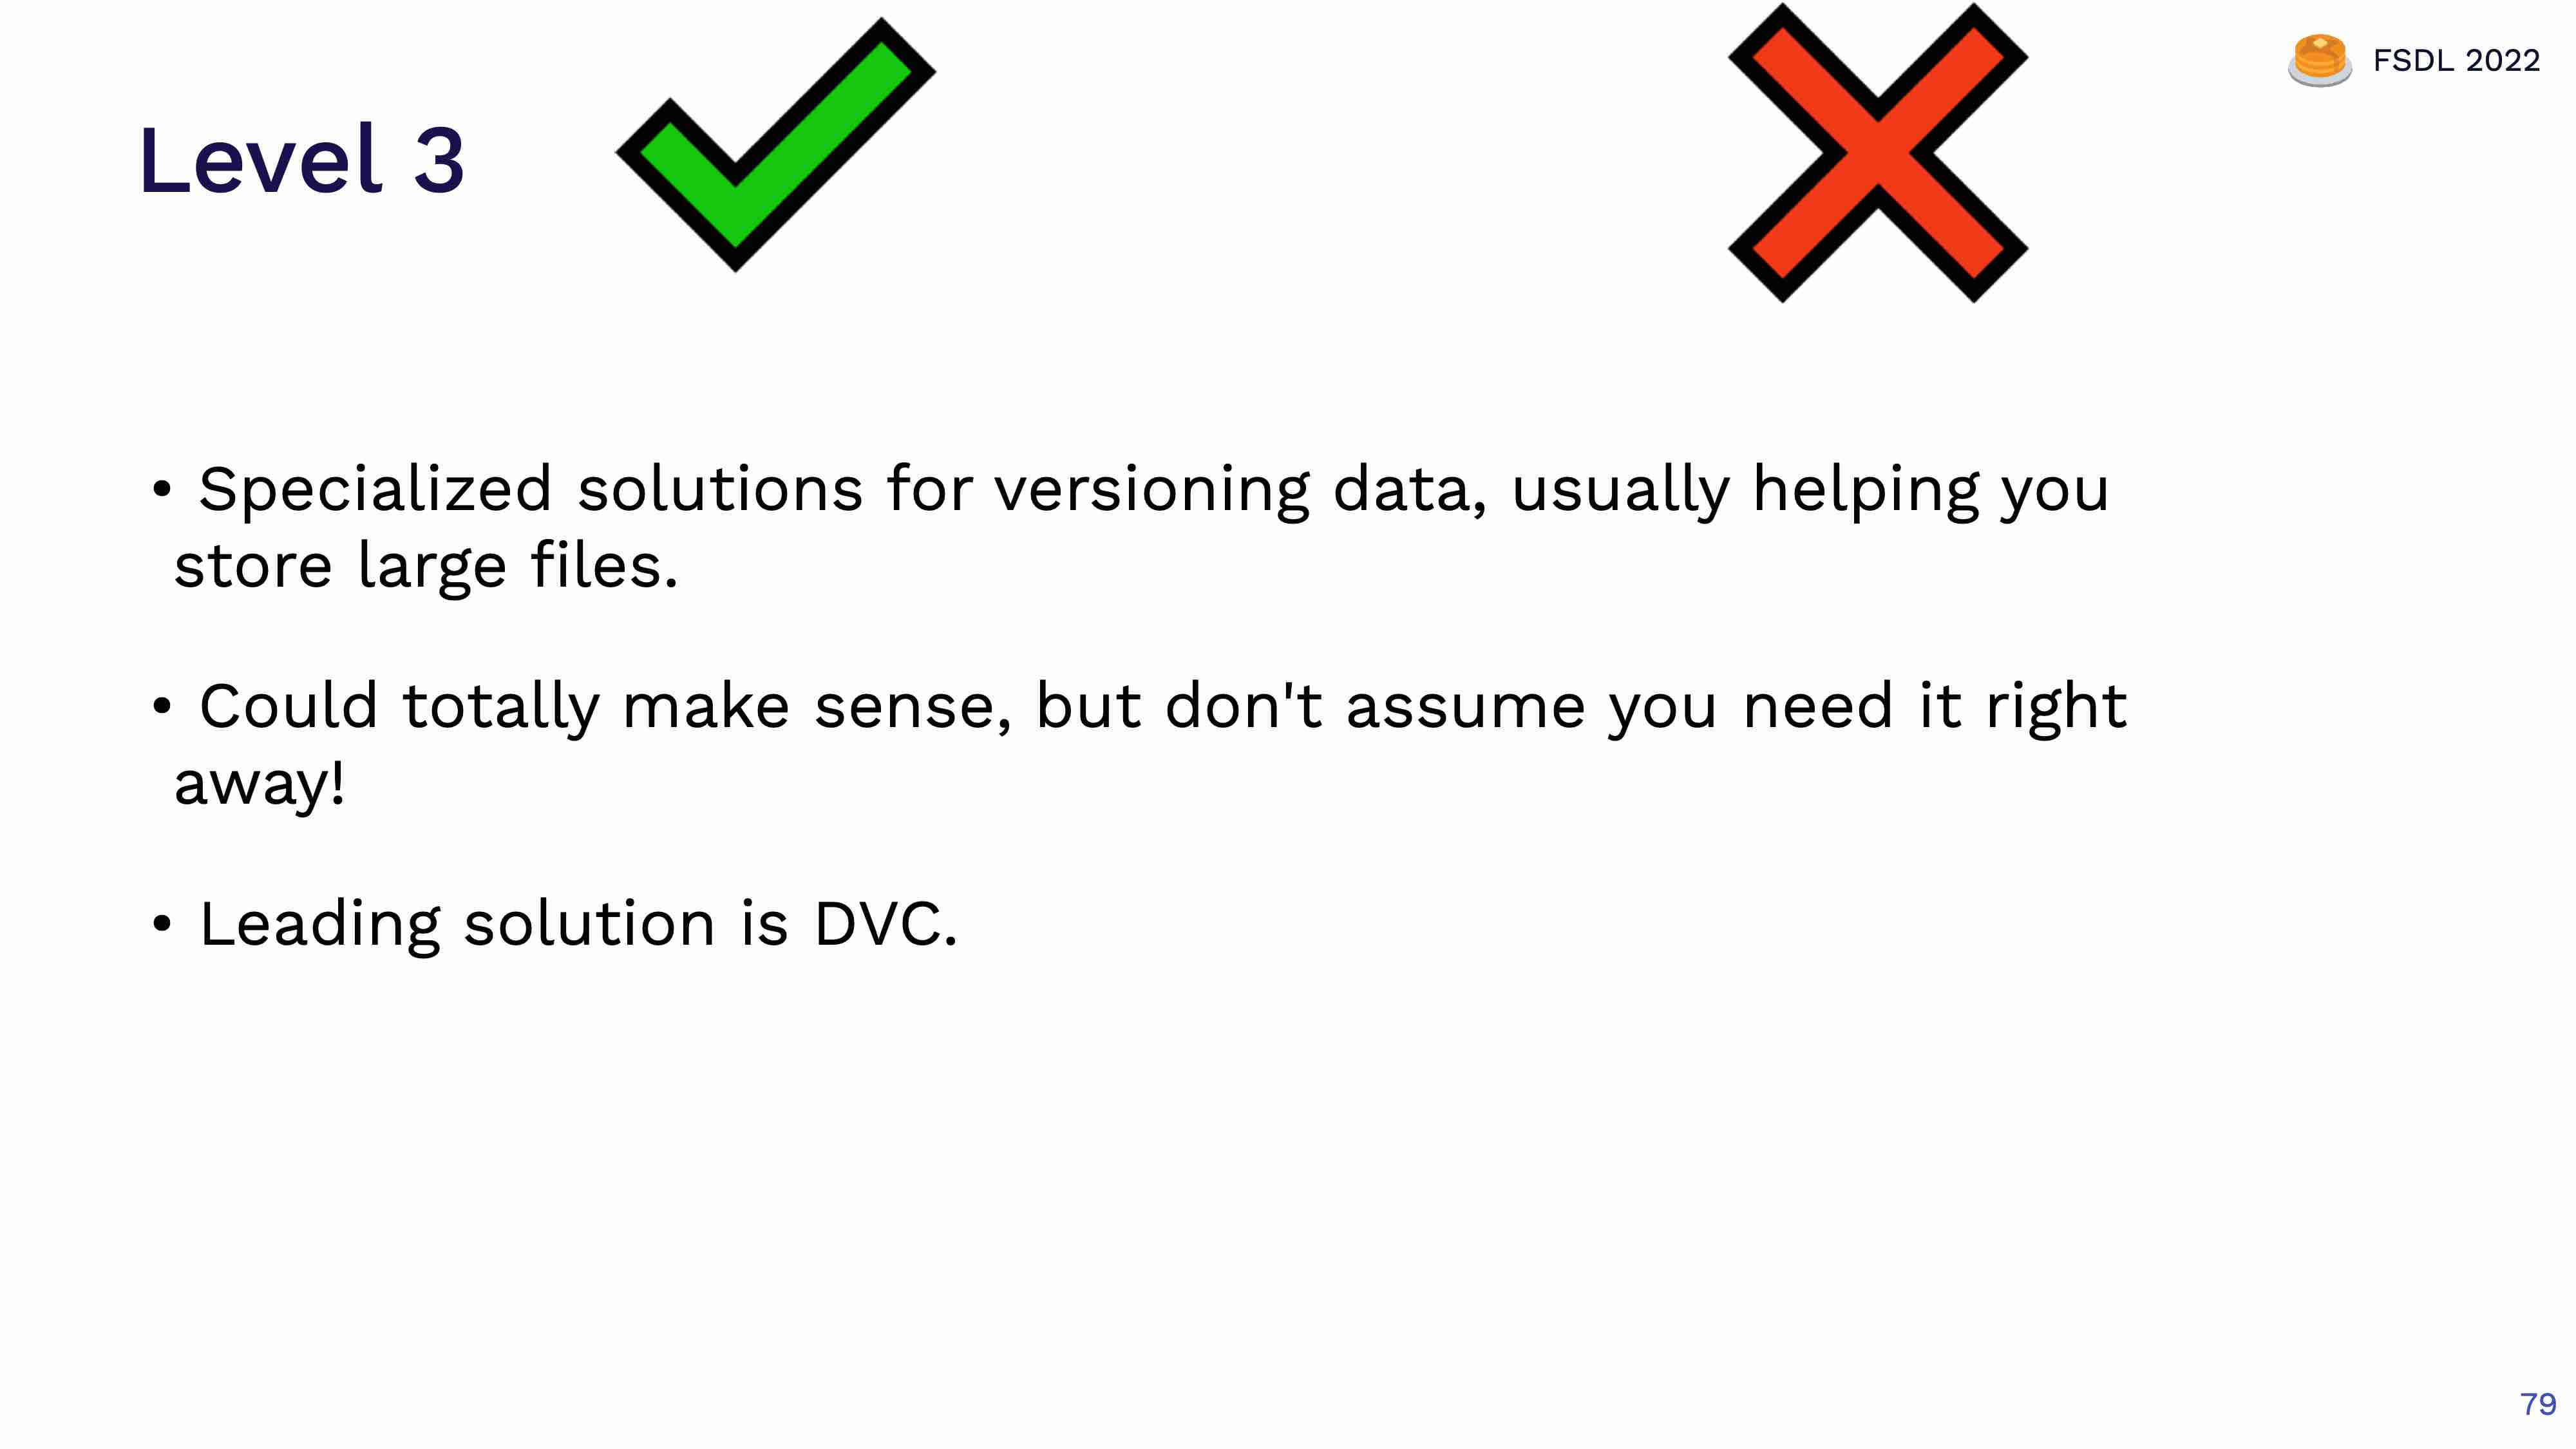 FSDL 2022
Level 3
• Specialized solutions for versioning data, usually helping you
store large files.
• Could totally make sense, but don't assume you need it right
away!
• Leading solution is DVC.
79